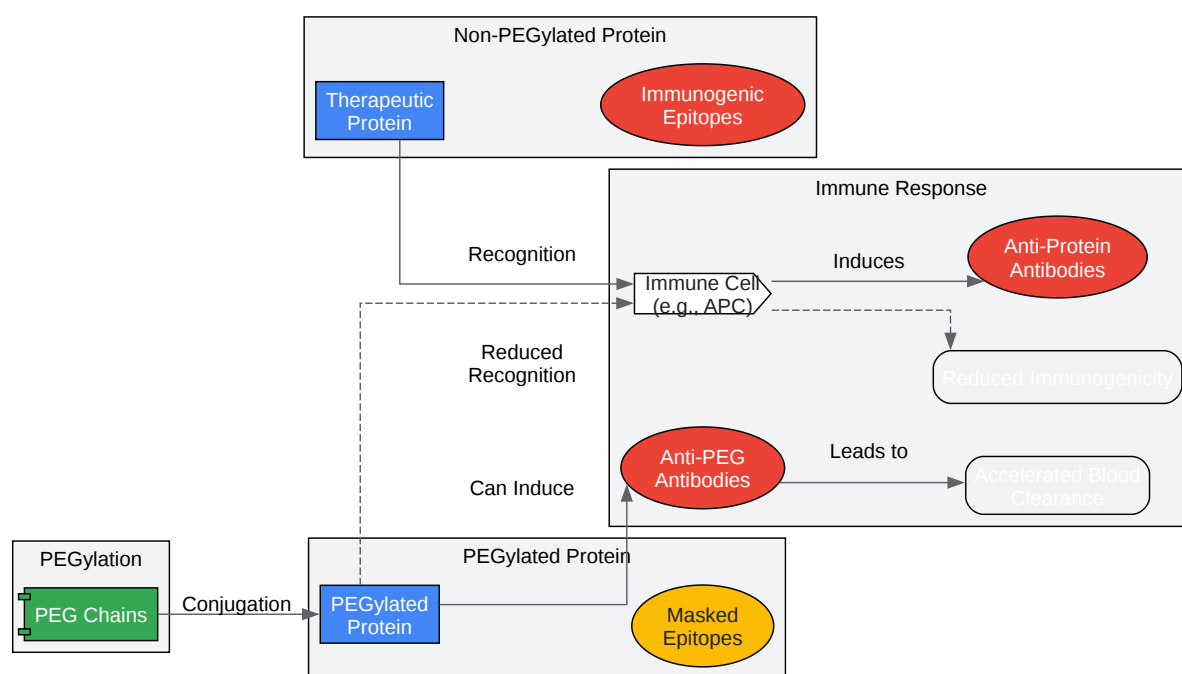 Non-PEGylated Protein
Therapeutic
Protein
Immunogenic
Epitopes
Immune Response
Recognition
Immune Cell
(e.g., APC)
Induces
Anti-Protein
Antibodies
Reduced
Recognition
Reduced Immunogenicity
Can Induce
Anti-PEG
Antibodies
Leads to
Accelerated Blood
Clearance
PEGylation
PEG Chains
Conjugation
PEGylated Protein
PEGylated
Protein
Masked
Epitopes